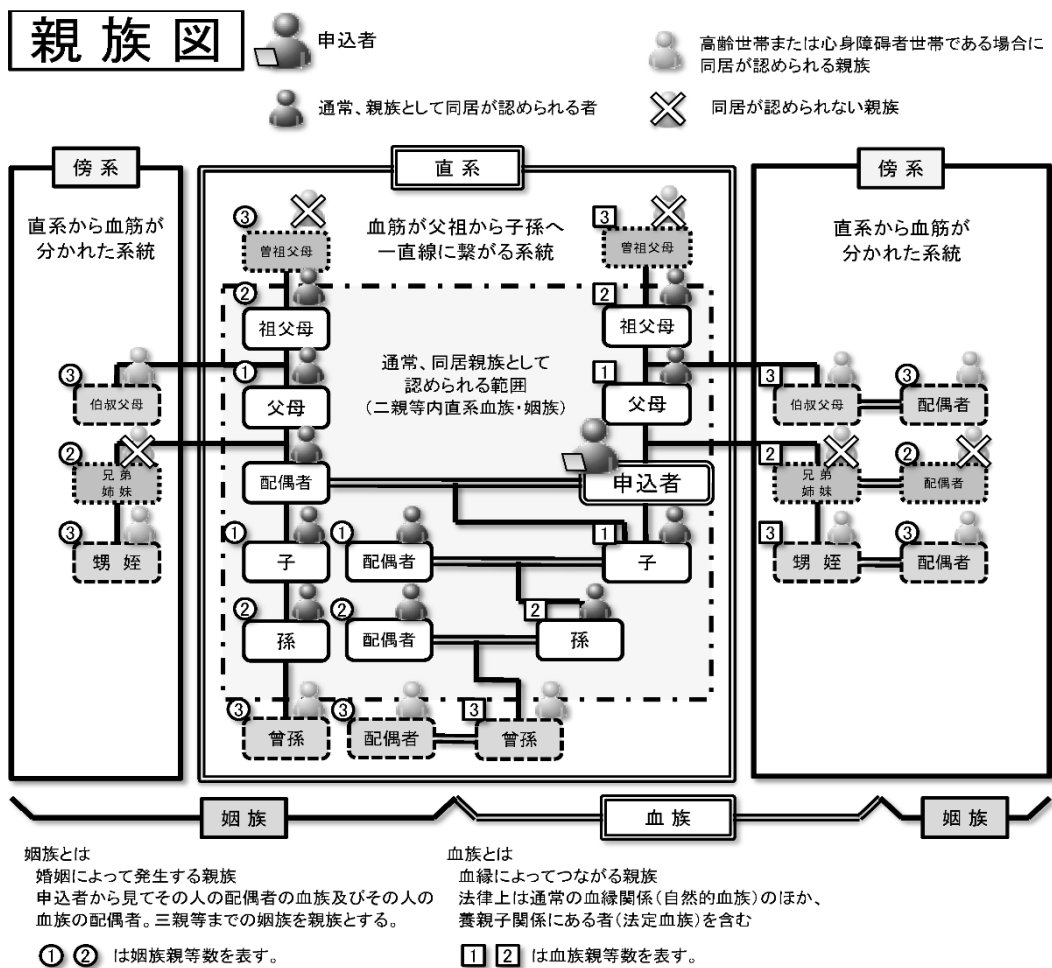 親族図
申込者
高齢世帯または心身障碍者世帯である場合に
同居が認められる親族
通常、親族として同居が認められる者
同居が認められない親族
傍系
直系
傍系
直系から血筋が
分かれた系統
血筋が父祖から子孫へ
一直線に繋がる系統
直系から血筋が
分かれた系統
③
曽祖父母
3
曽祖父母
②
祖父母
2
祖父母
通常、同居親族として
認められる範囲
(二親等内直系血族・姻族)
③
伯叔父母
①
父母
1
父母
3
伯叔父母
③
配偶者
②
兄弟
姉妹
配偶者
申込者
2
兄弟
姉妹
②
配偶者
③
甥姪
①
子
①
配偶者
1
子
3
甥姪
③
配偶者
②
孫
②
配偶者
2
孫
③
曾孫
③
配偶者
3
曾孫
姻族
血族
姻族
姻族とは
婚姻によって発生する親族
申込者から見てその人の配偶者の血族及びその人の
血族の配偶者。三親等までの姻族を親族とする。
① ② は姻族親等数を表す。
血族とは
血縁によってつながる親族
法律上は通常の血縁関係(自然的血族)のほか、
養親子関係にある者(法定血族)を含む
1 2 は血族親等数を表す。